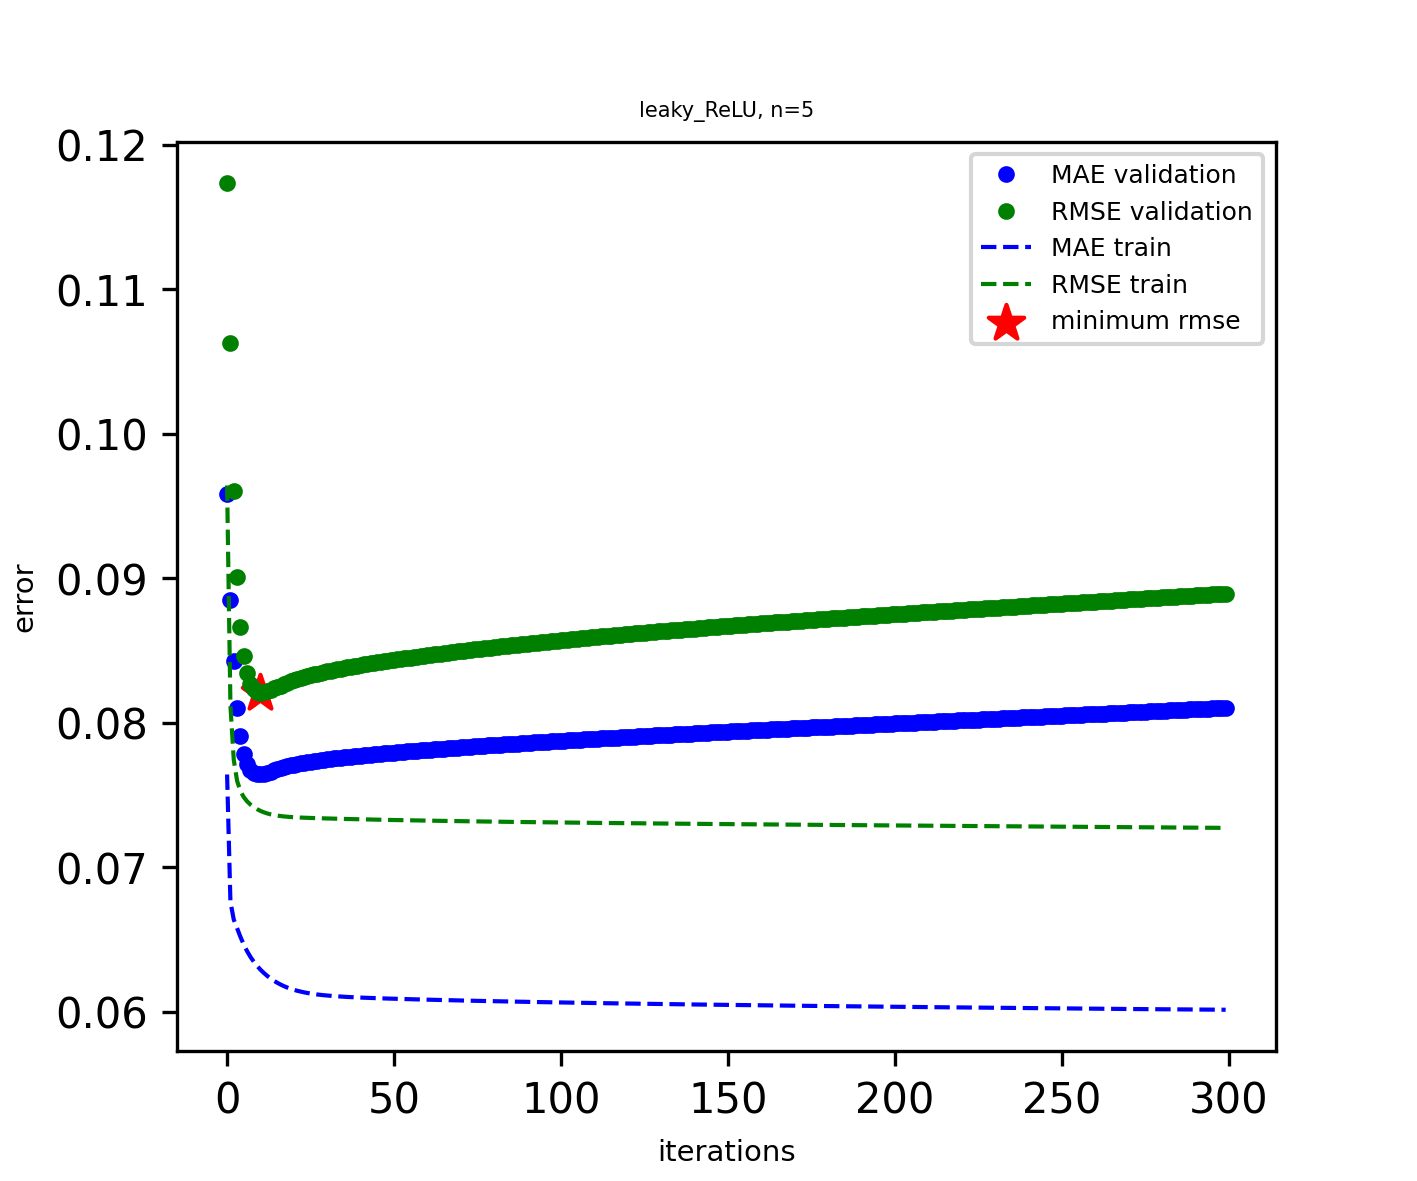 leaky_ReLU, n=5
0.12
0.11
0.10
0.09
0.08
0.07
0.06
error
MAE validation
RMSE validation
MAE train
RMSE train
minimum rmse
0 50 100 150 200 250 300
iterations